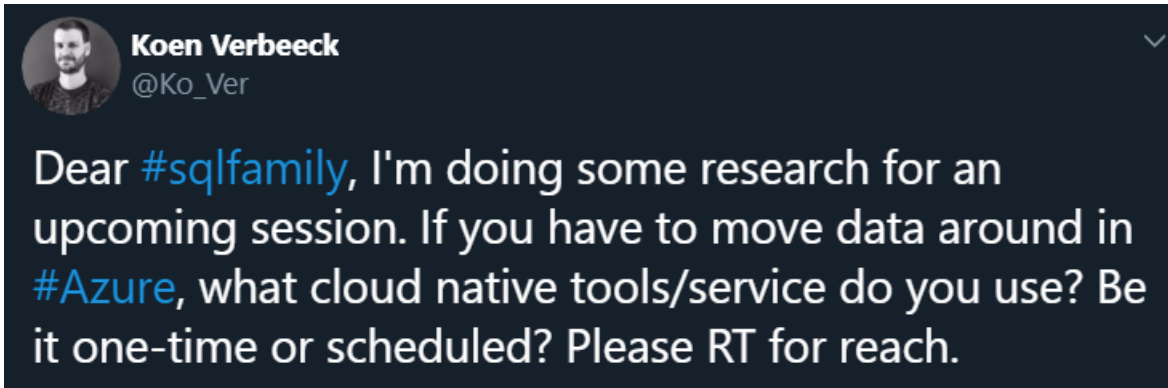 Koen Verbeeck
@Ko_Ver
Dear #sqlfamily, I'm doing some research for an
upcoming session. If you have to move data around in
#Azure, what cloud native tools/service do you use? Be
it one-time or scheduled? Please RT for reach.